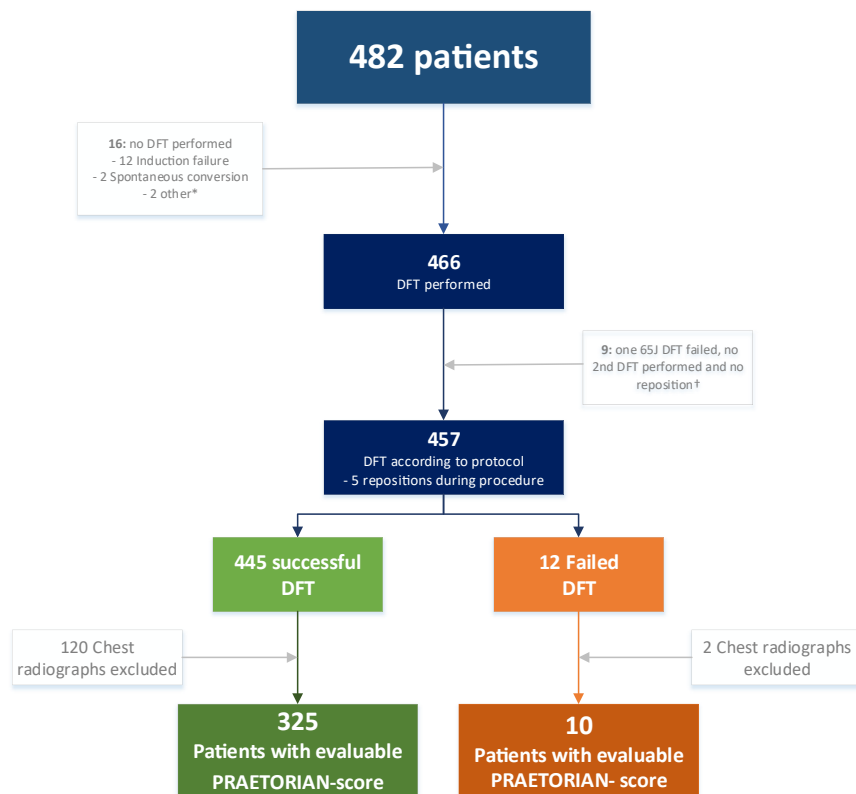 482 patients
16: no DFT performed
- 12 Induction failure
- 2 Spontaneous conversion
- 2 other*
466
DFT performed
9: one 65J DFT failed, no
2nd DFT performed and no
reposition†
457
DFT according to protocol
- 5 repositions during procedure
445 successful
DFT
12 Failed
DFT
120 Chest
radiographs excluded
2 Chest radiographs
excluded
325
Patients with evaluable
PRAETORIAN-score
10
Patients with evaluable
PRAETORIAN- score